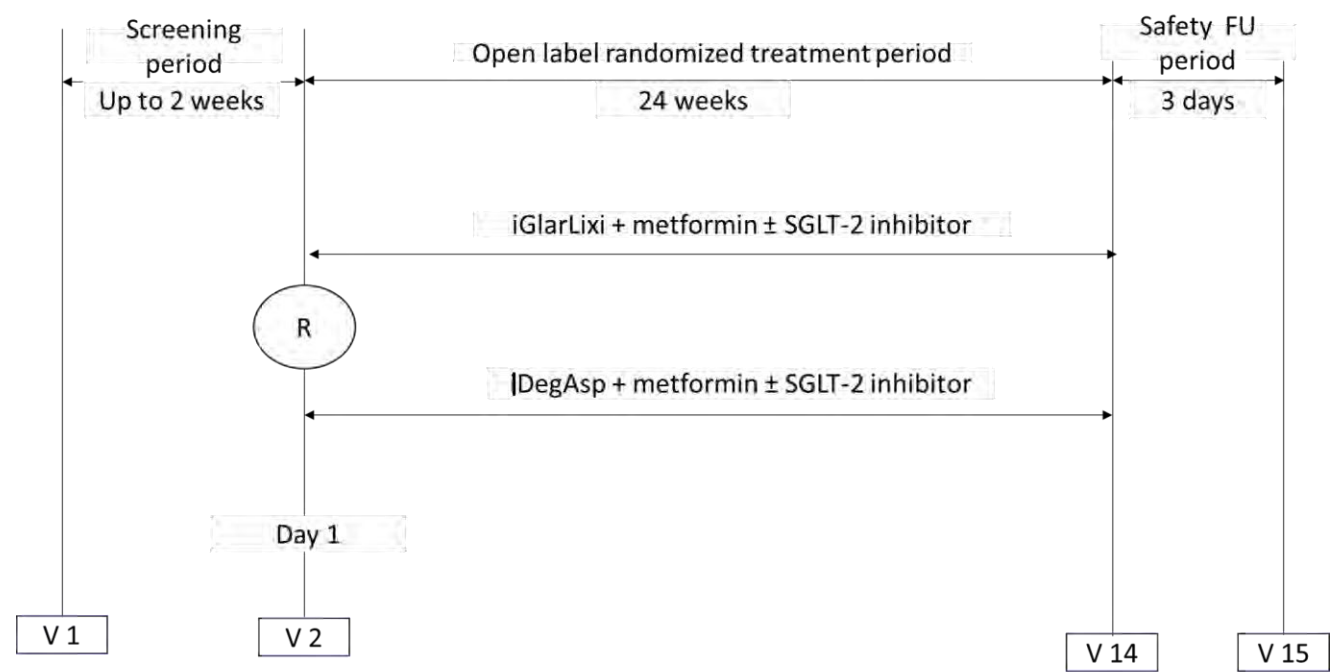 Screening
period
Up to 2 weeks
Open label randomized treatment period
24 weeks
Safety FU
period
3 days
iGlarLixi + metformin ± SGLT-2 inhibitor
R
IDegAsp + metformin ± SGLT-2 inhibitor
Day 1
V 1
V 2
V 14
V 15